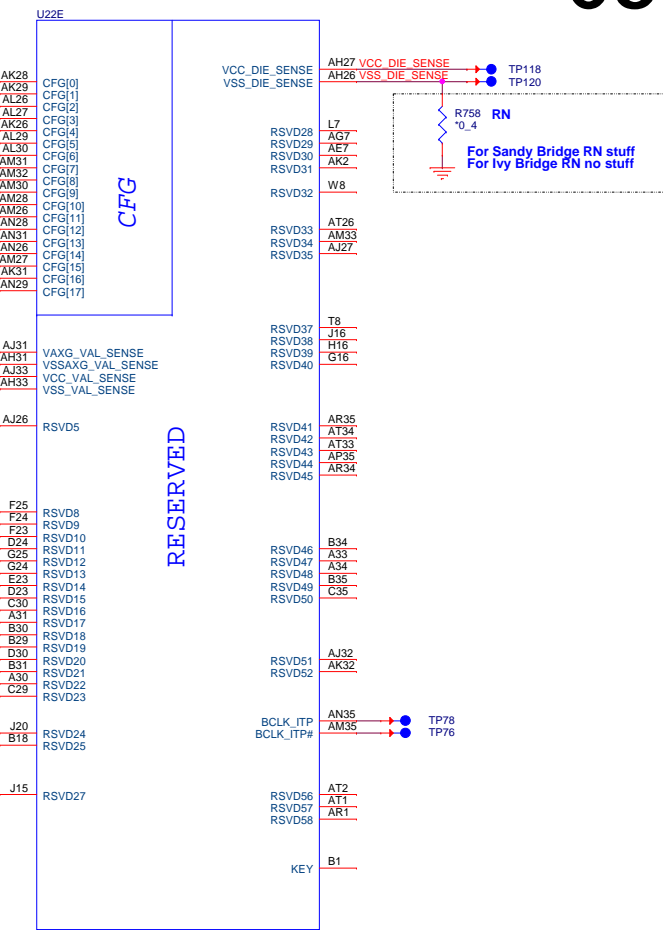 U22E
AK28 CFG[0]
AK29 CFG[1]
AL26 CFG[2]
AL27 CFG[3]
AK26 CFG[4]
AL29 CFG[5]
AL30 CFG[6]
AM31 CFG[7]
AM32 CFG[8]
AM30 CFG[9]
AM28 CFG[10]
AM26 CFG[11]
AN28 CFG[12]
AN31 CFG[13]
AN26 CFG[14]
AM27 CFG[15]
AK31 CFG[16]
AN29 CFG[17]
CFG
AJ31 VAXG_VAL_SENSE
AH31 VSSAXG_VAL_SENSE
AJ33 VCC_VAL_SENSE
AH33 VSS_VAL_SENSE
AJ26 RSVD5
RESERVED
F25 RSVD8
F24 RSVD9
F23 RSVD10
D24 RSVD11
G25 RSVD12
G24 RSVD13
E23 RSVD14
D23 RSVD15
C30 RSVD16
A31 RSVD17
B30 RSVD18
B29 RSVD19
D30 RSVD20
B31 RSVD21
A30 RSVD22
C29 RSVD23
J20 RSVD24
B18 RSVD25
J15 RSVD27
VCC_DIE_SENSE AH27 VCC_DIE_SENSE TP118
VSS_DIE_SENSE AH26 VSS_DIE_SENSE TP120
R758 RN
*0_4
For Sandy Bridge RN stuff
For Ivy Bridge RN no stuff
RSVD28 L7
RSVD29 AG7
RSVD30 AE7
RSVD31 AK2
RSVD32 W8
RSVD33 AT26
RSVD34 AM33
RSVD35 AJ27
RSVD37 T8
RSVD38 J16
RSVD39 H16
RSVD40 G16
RSVD41 AR35
RSVD42 AT34
RSVD43 AT33
RSVD44 AP35
RSVD45 AR34
RSVD46 B34
RSVD47 A33
RSVD48 A34
RSVD49 B35
RSVD50 C35
RSVD51 AJ32
RSVD52 AK32
BCLK_ITP AN35 TP78
BCLK_ITP# AM35 TP76
RSVD56 AT2
RSVD57 AT1
RSVD58 AR1
KEY B1